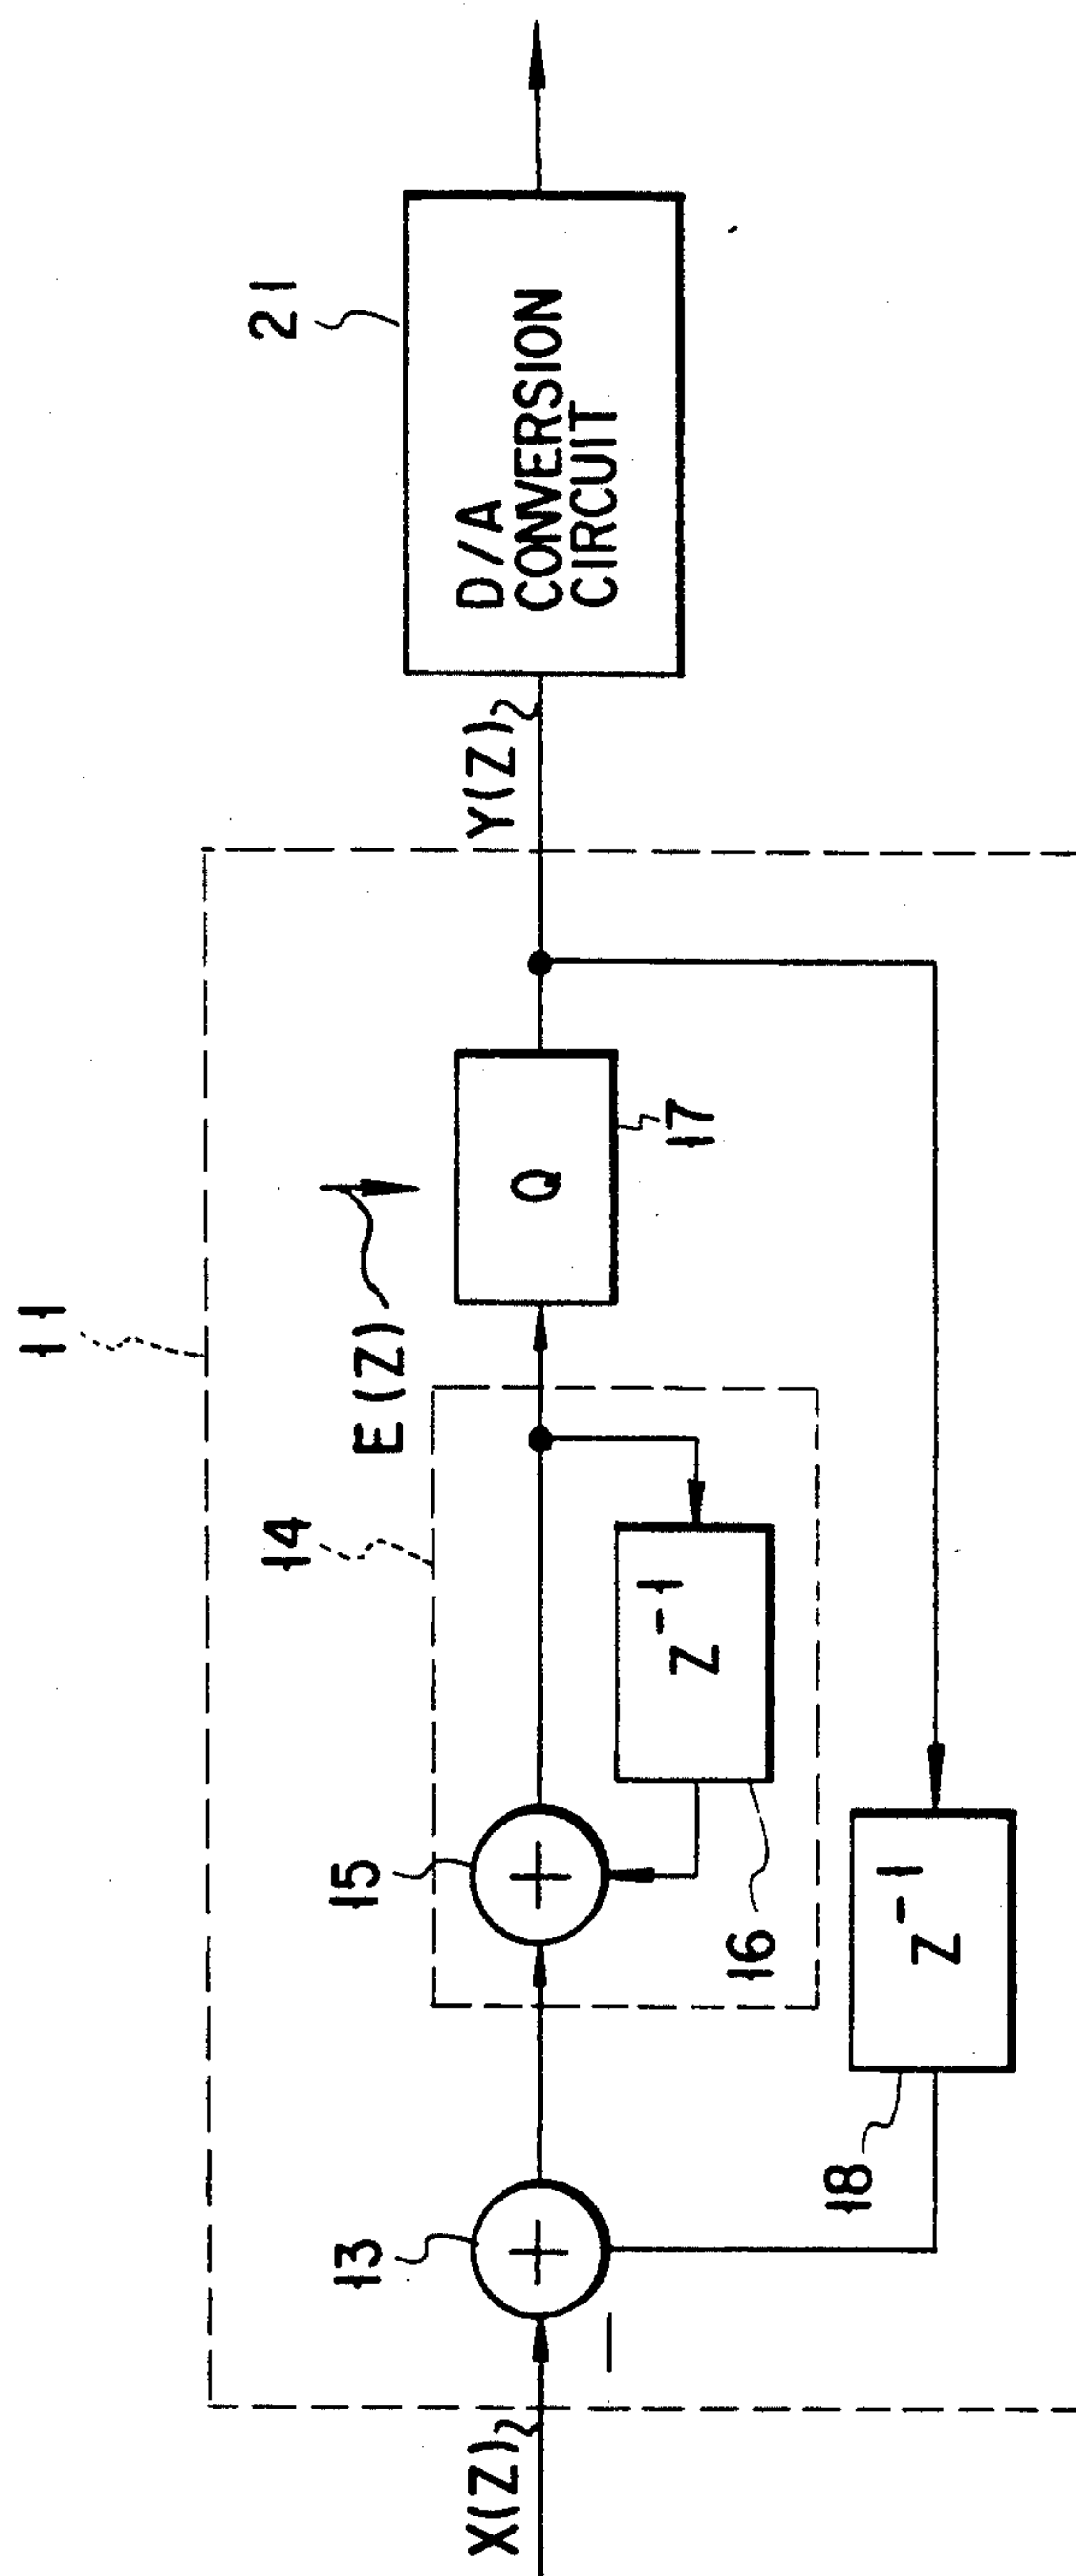 11
X(Z)
13
14
15
16
Z⁻¹
E(Z)
Q
17
18
Z⁻¹
Y(Z)
21
D/A
CONVERSION
CIRCUIT